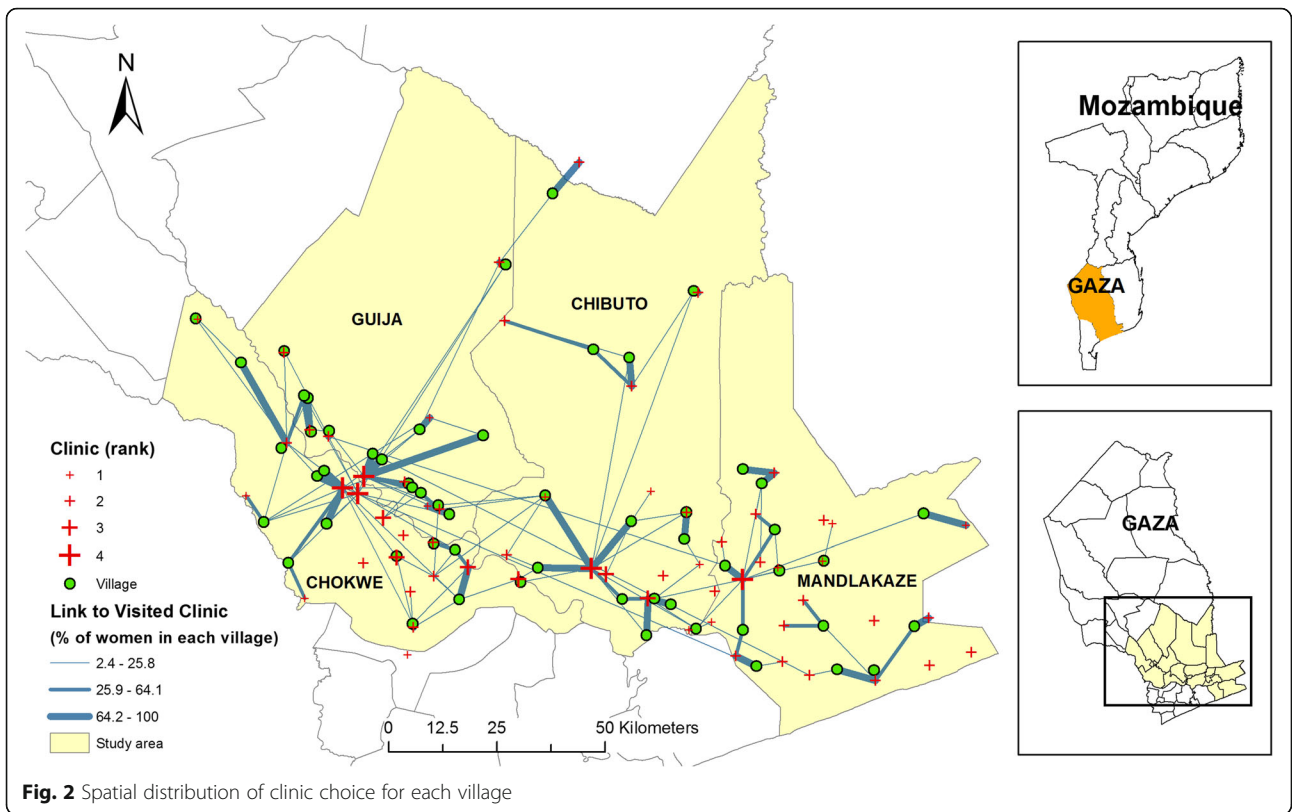 N
GUIJA
CHIBUTO
CHOKWE
MANDLAKAZE
Clinic (rank)
1
2
3
4
Village
Link to Visited Clinic
(% of women in each village)
2.4 - 25.8
25.9 - 64.1
64.2 - 100
Study area
0 12.5 25 50 Kilometers
Mozambique
GAZA
GAZA
Fig. 2 Spatial distribution of clinic choice for each village